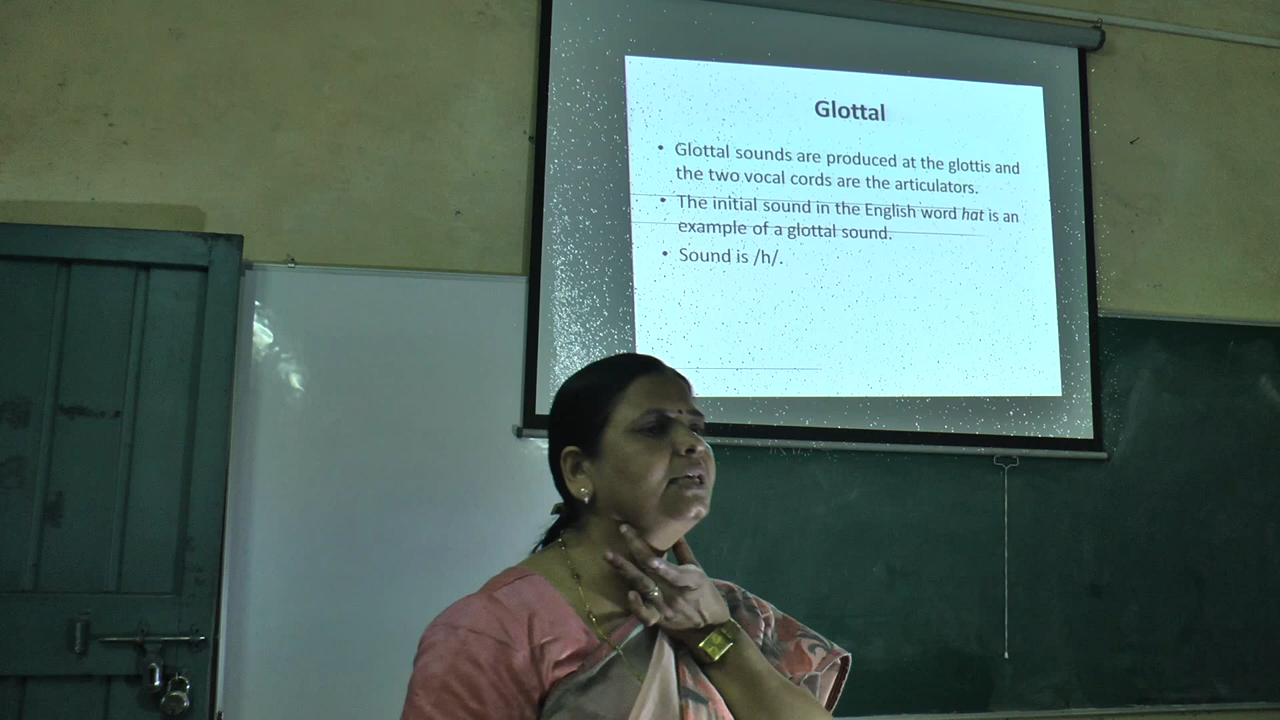 Glottal
• Glottal sounds are produced at the glottis and
the two vocal cords are the articulators.
• The initial sound in the English word hat is an
example of a glottal sound.
• Sound is /h/.